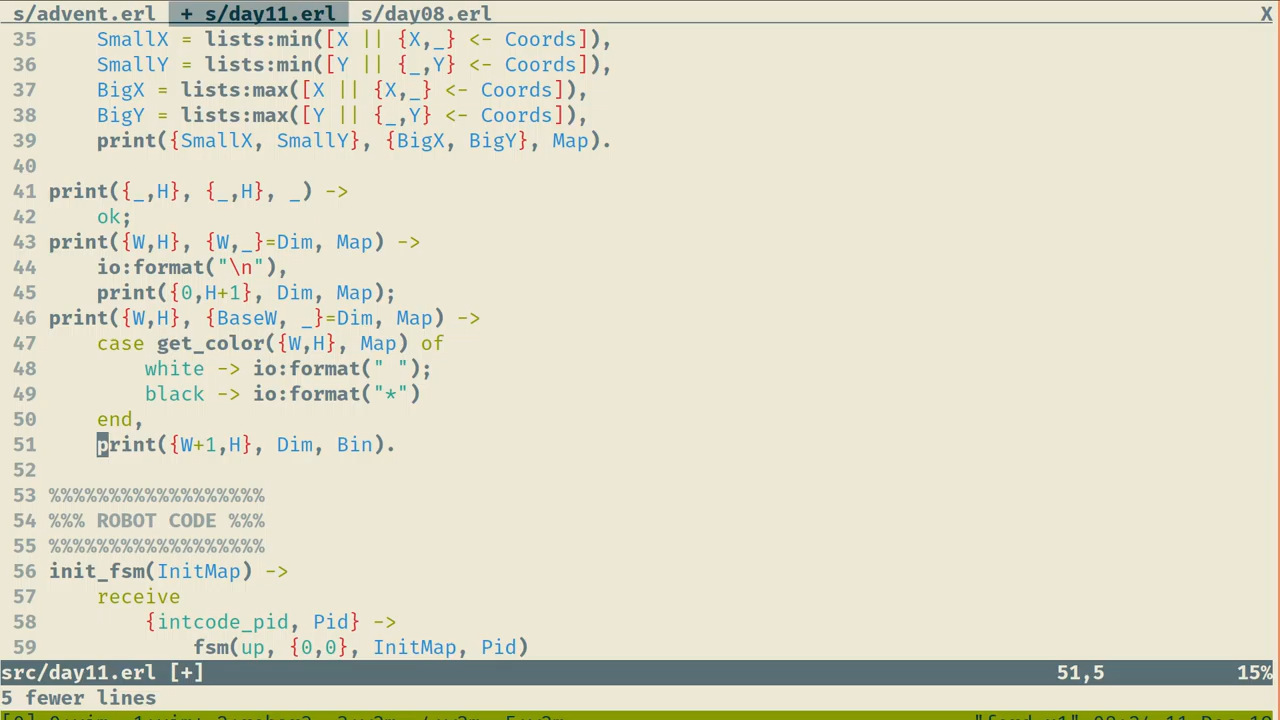 s/advent.erl + s/day11.erl s/day08.erl X
35 SmallX = lists:min([X || {X,_} <- Coords]),
36 SmallY = lists:min([Y || {_,Y} <- Coords]),
37 BigX = lists:max([X || {X,_} <- Coords]),
38 BigY = lists:max([Y || {_,Y} <- Coords]),
39 print({SmallX, SmallY}, {BigX, BigY}, Map).
40
41 print({_,H}, {_,H}, _) ->
42 ok;
43 print({W,H}, {W,_}=Dim, Map) ->
44 io:format("\n"),
45 print({0,H+1}, Dim, Map);
46 print({W,H}, {BaseW, _}=Dim, Map) ->
47 case get_color({W,H}, Map) of
48 white -> io:format(" ");
49 black -> io:format("*")
50 end,
51 print({W+1,H}, Dim, Bin).
52
53 %%%%%%%%%%%%%%%%%%
54 %%% ROBOT CODE %%%
55 %%%%%%%%%%%%%%%%%%
56 init_fsm(InitMap) ->
57 receive
58 {intcode_pid, Pid} ->
59 fsm(up, {0,0}, InitMap, Pid)
src/day11.erl [+] 51,5 15%
5 fewer lines